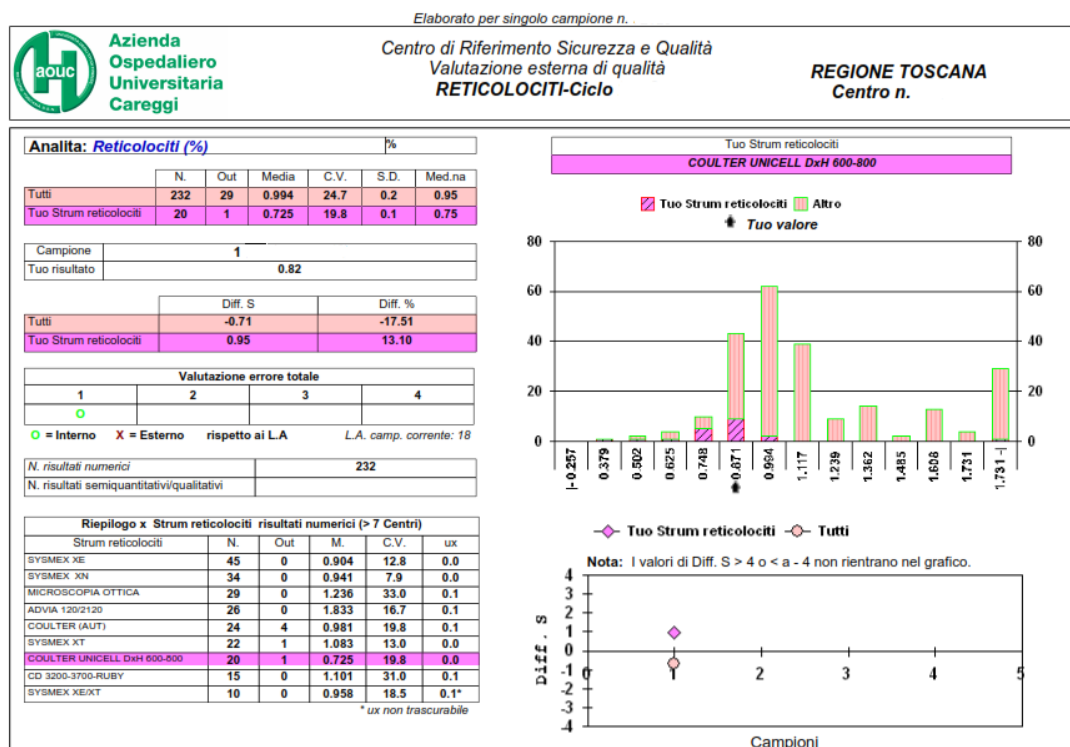 Elaborato per singolo campione n.
aouc
Azienda
Ospedaliero
Universitaria
Careggi
Centro di Riferimento Sicurezza e Qualità
Valutazione esterna di qualità
RETICOLOCITI-Ciclo
REGIONE TOSCANA
Centro n.
Analita: Reticolociti (%) %
N. Out Media C.V. S.D. Med.na
Tutti 232 29 0.994 24.7 0.2 0.95
Tuo Strum reticolociti 20 1 0.725 19.8 0.1 0.75
Campione 1
Tuo risultato 0.82
Diff. S Diff. %
Tutti -0.71 -17.51
Tuo Strum reticolociti 0.95 13.10
Valutazione errore totale
1 2 3 4
O
O = Interno X = Esterno rispetto ai L.A L.A. camp. corrente: 18
N. risultati numerici 232
N. risultati semiquantitativi/qualitativi
Riepilogo x Strum reticolociti risultati numerici (> 7 Centri)
Strum reticolociti N. Out M. C.V. ux
SYSMEX XE 45 0 0.904 12.8 0.0
SYSMEX XN 34 0 0.941 7.9 0.0
MICROSCOPIA OTTICA 29 0 1.236 33.0 0.1
ADVIA 120/2120 26 0 1.833 16.7 0.1
COULTER (AUT) 24 4 0.981 19.8 0.1
SYSMEX XT 22 1 1.083 13.0 0.0
COULTER UNICELL DxH 600-800 20 1 0.725 19.8 0.0
CD 3200-3700-RUBY 15 0 1.101 31.0 0.1
SYSMEX XE/XT 10 0 0.958 18.5 0.1*
* ux non trascurabile
Tuo Strum reticolociti
COULTER UNICELL DxH 600-800
Tuo Strum reticolociti Altro
Tuo valore
80 80
60 60
40 40
20 20
0 0
|- 0.257 0.379 0.502 0.625 0.748 0.871 0.994 1.117 1.239 1.362 1.485 1.608 1.731 1.731 -|
Tuo Strum reticolociti Tutti
Nota: I valori di Diff. S > 4 o < a - 4 non rientrano nel grafico.
Diff. S
4
3
2
1
0
-1
-2
-3
-4
0 1 2 3 4 5
Campioni